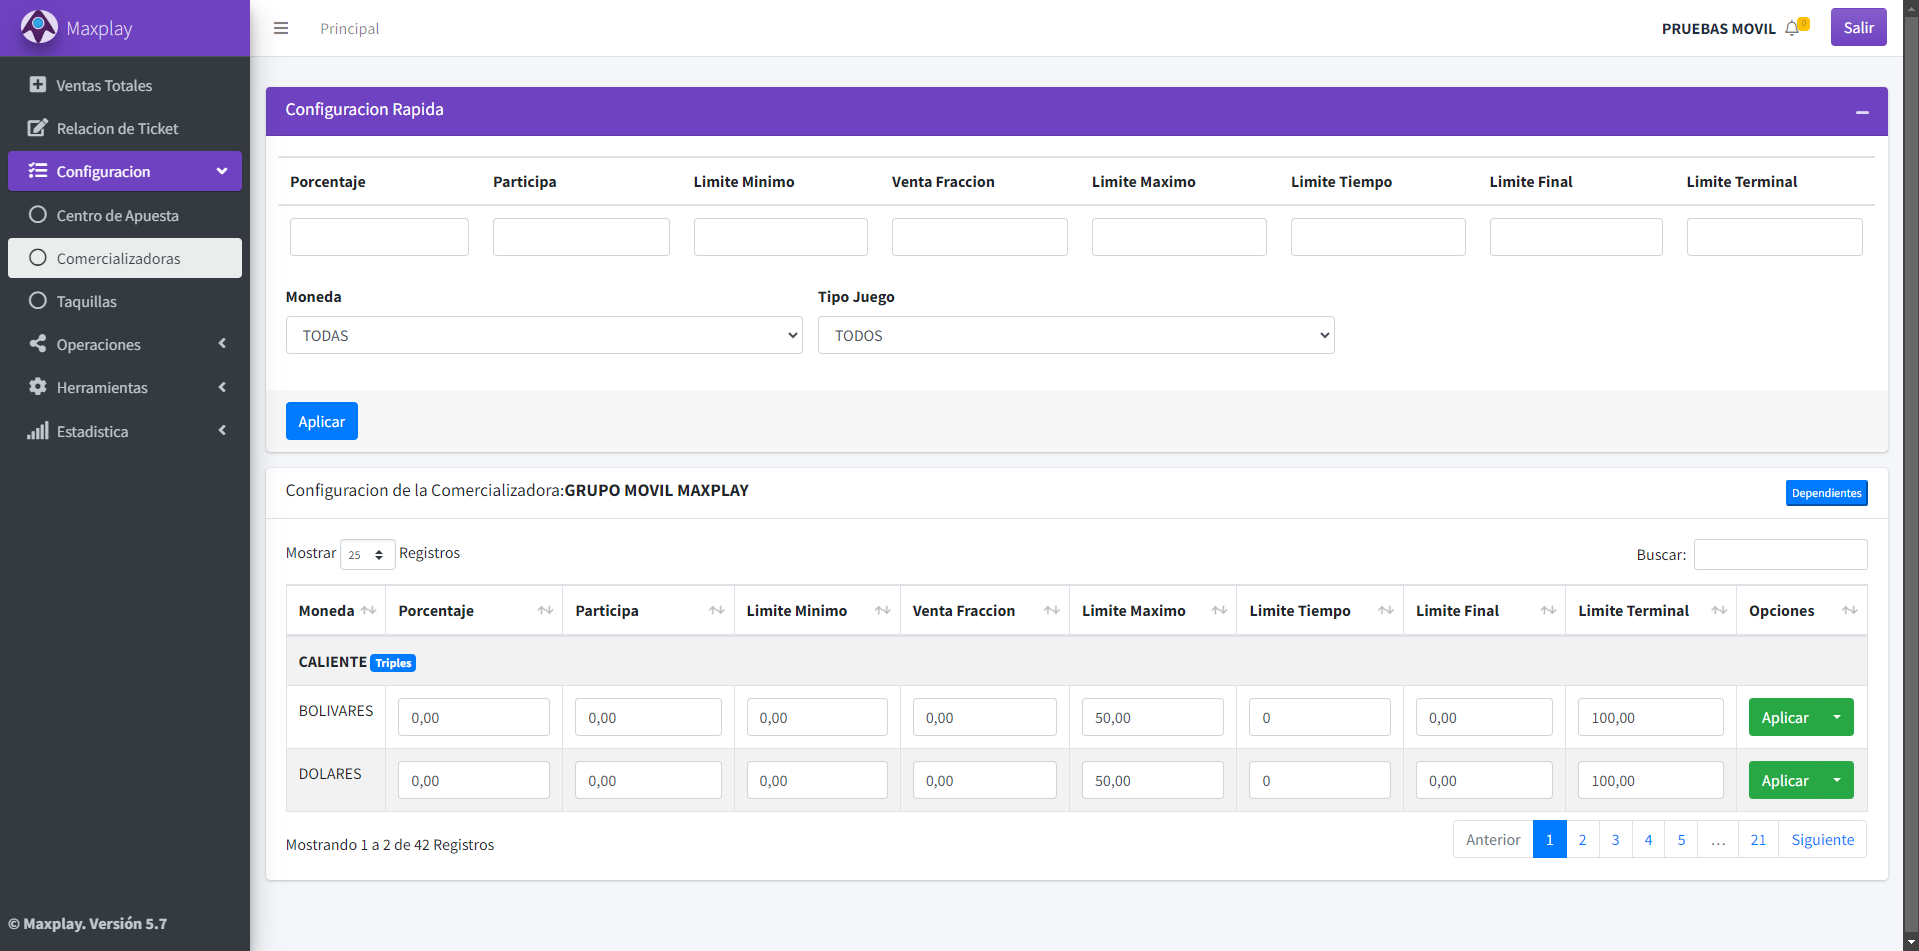 Maxplay
Principal
PRUEBAS MOVIL 0
Salir
Ventas Totales
Relacion de Ticket
Configuracion
Centro de Apuesta
Comercializadoras
Taquillas
Operaciones
Herramientas
Estadistica
© Maxplay. Versión 5.7
Configuracion Rapida
Porcentaje Participa Limite Minimo Venta Fraccion Limite Maximo Limite Tiempo Limite Final Limite Terminal
Moneda Tipo Juego
TODAS TODOS
Aplicar
Configuracion de la Comercializadora:GRUPO MOVIL MAXPLAY
Dependientes
Mostrar 25 Registros
Buscar:
Moneda Porcentaje Participa Limite Minimo Venta Fraccion Limite Maximo Limite Tiempo Limite Final Limite Terminal Opciones
CALIENTE Triples
BOLIVARES 0,00 0,00 0,00 0,00 50,00 0 0,00 100,00 Aplicar
DOLARES 0,00 0,00 0,00 0,00 50,00 0 0,00 100,00 Aplicar
Mostrando 1 a 2 de 42 Registros
Anterior 1 2 3 4 5 ... 21 Siguiente